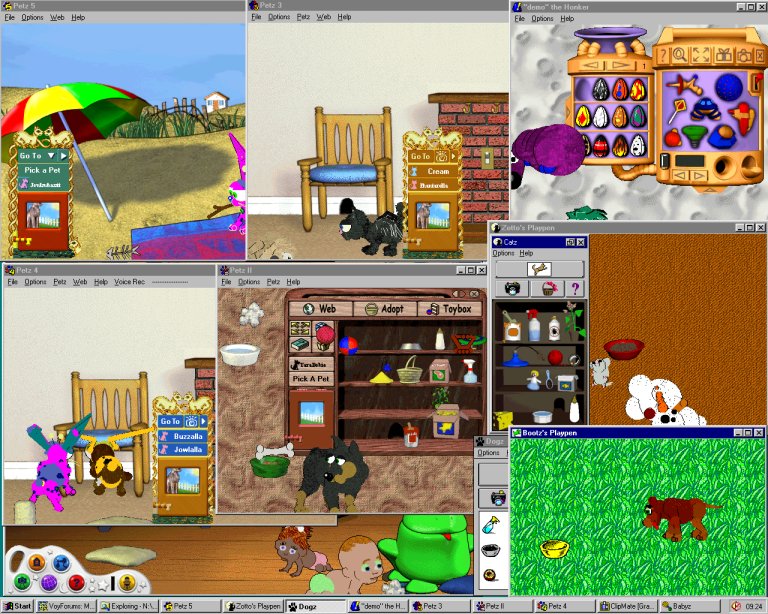 Petz 5
File Options Web Help
Go To
Pick a Pet
Petz 3
File Options Petz Web Help
Go To
Cream
"demo" the Honker
File Help
Zotto's Playpen
Catz
Options Help
Petz 4
File Options Petz Web Help Voice Rec
Go To
Buzzalla
Jowlalla
Petz II
File Options Petz Help
Web Adopt Toybox
Pick A Pet
Dogz
Options
Bootz's Playpen
Start VoyForums: M... Exploring - N:\... Petz 5 Zotto's Playpen Dogz "demo" the H... Petz 3 Petz II Petz 4 ClipMate [Gra... Babyz 09:24